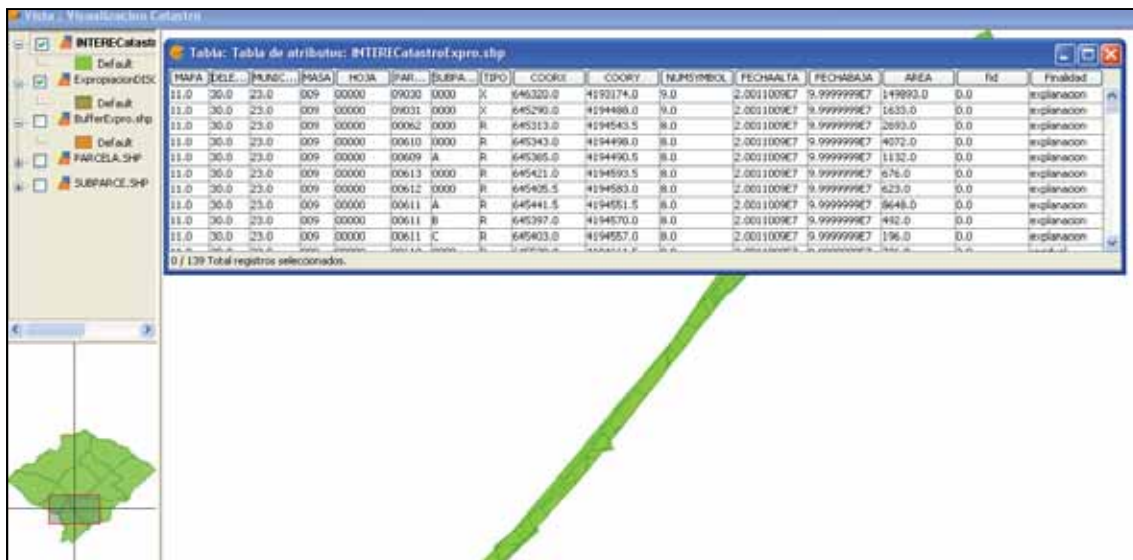 Vista : Visualizacion Catastro
INTERECatastr
Default
ExpropiacionDISC
Default
BufferExpro.shp
Default
PARCELA.SHP
SUBPARCE.SHP
Tabla: Tabla de atributos: INTERECatastroExpro.shp
MAPA DELE... MUNIC... MASA HOJA PAR... SUBPA... TIPO COORX COORY NUMSYMBOL FECHAALTA FECHABAJA AREA fid Finalidad
11.0 30.0 23.0 009 00000 09030 0000 X 646320.0 4193174.0 9.0 2.0011009E7 9.9999999E7 149893.0 0.0 explanacion
11.0 30.0 23.0 009 00000 09031 0000 X 645290.0 4194488.0 9.0 2.0011009E7 9.9999999E7 1633.0 0.0 explanacion
11.0 30.0 23.0 009 00000 00062 0000 R 645313.0 4194543.5 8.0 2.0011009E7 9.9999999E7 2693.0 0.0 explanacion
11.0 30.0 23.0 009 00000 00610 0000 R 645343.0 4194498.0 8.0 2.0011009E7 9.9999999E7 4072.0 0.0 explanacion
11.0 30.0 23.0 009 00000 00609 A R 645385.0 4194490.5 8.0 2.0011009E7 9.9999999E7 1132.0 0.0 explanacion
11.0 30.0 23.0 009 00000 00613 0000 R 645421.0 4194593.5 8.0 2.0011009E7 9.9999999E7 676.0 0.0 explanacion
11.0 30.0 23.0 009 00000 00612 0000 R 645405.5 4194583.0 8.0 2.0011009E7 9.9999999E7 623.0 0.0 explanacion
11.0 30.0 23.0 009 00000 00611 A R 645441.5 4194551.5 8.0 2.0011009E7 9.9999999E7 8648.0 0.0 explanacion
11.0 30.0 23.0 009 00000 00611 B R 645397.0 4194570.0 8.0 2.0011009E7 9.9999999E7 492.0 0.0 explanacion
11.0 30.0 23.0 009 00000 00611 C R 645403.0 4194557.0 8.0 2.0011009E7 9.9999999E7 196.0 0.0 explanacion
0 / 139 Total registros seleccionados.